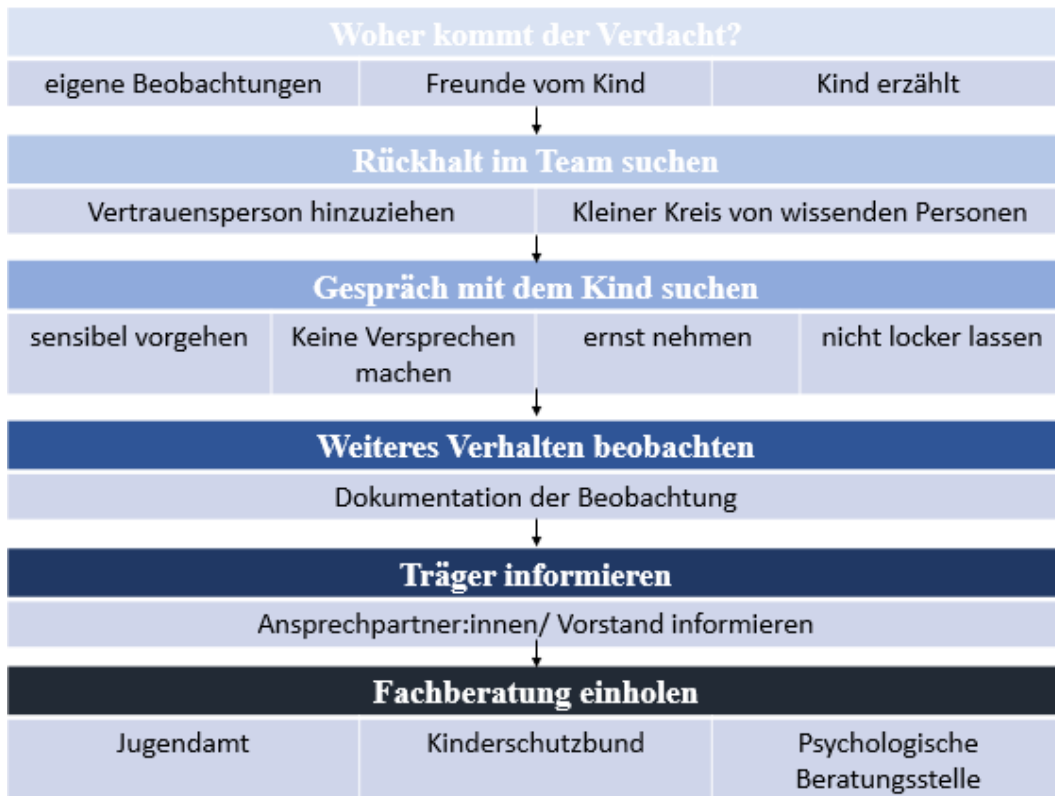 Woher kommt der Verdacht?
eigene Beobachtungen
Freunde vom Kind
Kind erzählt
Rückhalt im Team suchen
Vertrauensperson hinzuziehen
Kleiner Kreis von wissenden Personen
Gespräch mit dem Kind suchen
sensibel vorgehen
Keine Versprechen
machen
ernst nehmen
nicht locker lassen
Weiteres Verhalten beobachten
Dokumentation der Beobachtung
Träger informieren
Ansprechpartner:innen/ Vorstand informieren
Fachberatung einholen
Jugendamt
Kinderschutzbund
Psychologische
Beratungsstelle